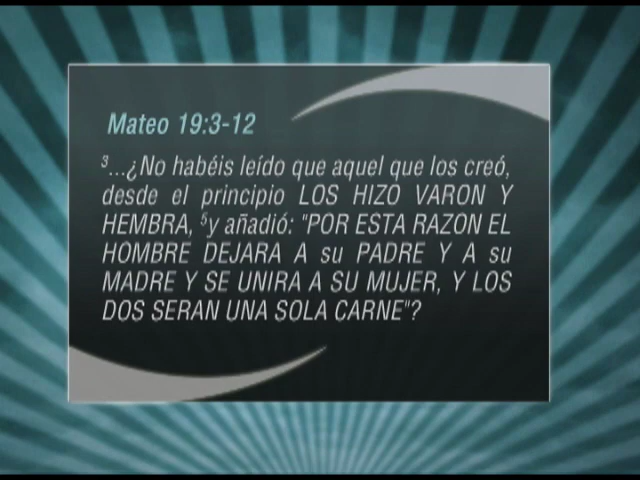 Mateo 19:3-12
³...¿No habéis leído que aquel que los creó,
desde el principio LOS HIZO VARON Y
HEMBRA, ⁵y añadió: "POR ESTA RAZON EL
HOMBRE DEJARA A su PADRE Y A su
MADRE Y SE UNIRA A SU MUJER, Y LOS
DOS SERAN UNA SOLA CARNE"?